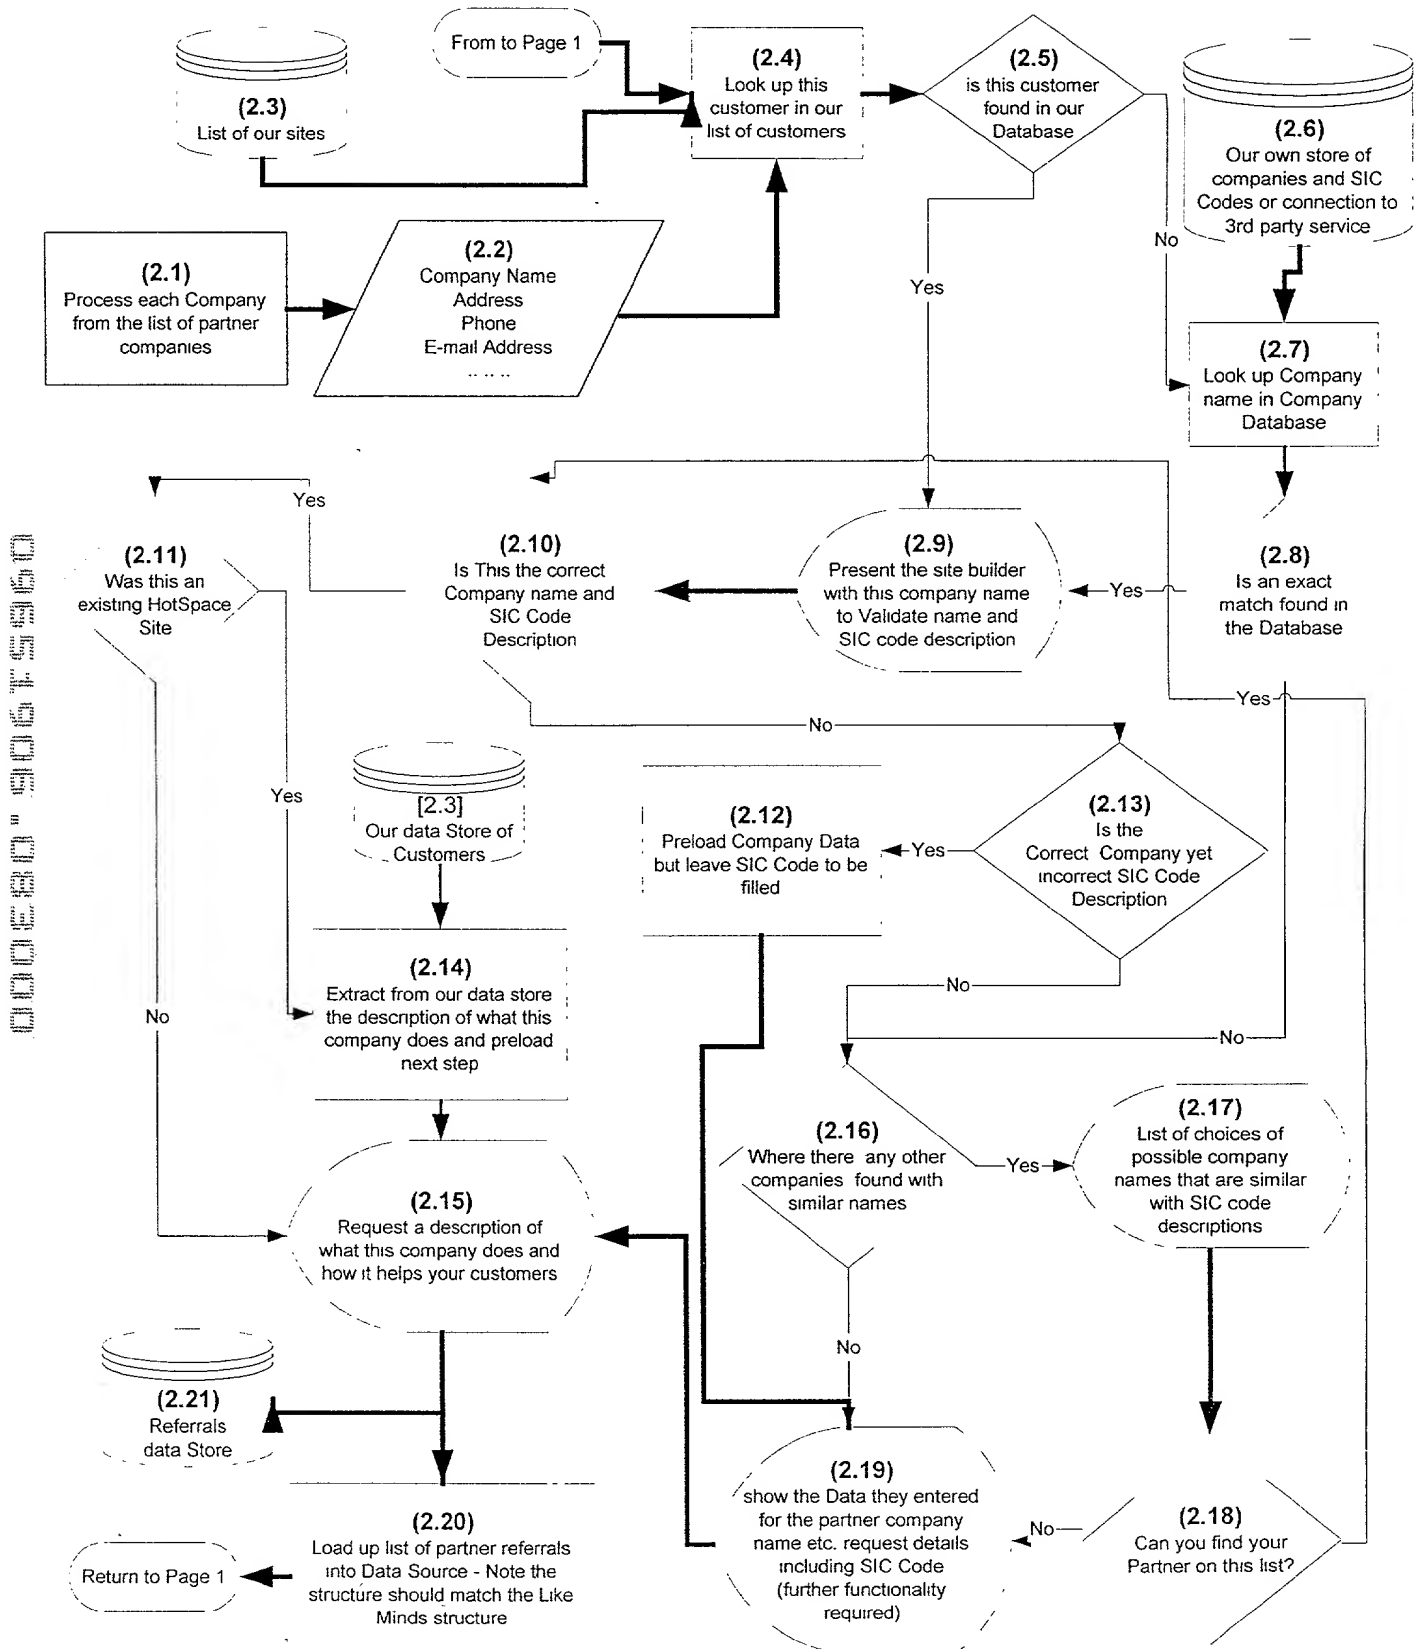 From to Page 1
(2.3)
List of our sites
(2.4)
Look up this
customer in our
list of customers
(2.5)
is this customer
found in our
Database
(2.6)
Our own store of
companies and SIC
Codes or connection to
3rd party service
No
Yes
(2.1)
Process each Company
from the list of partner
companies
(2.2)
Company Name
Address
Phone
E-mail Address
.. .. ..
(2.7)
Look up Company
name in Company
Database
Yes
(2.11)
Was this an
existing HotSpace
Site
(2.10)
Is This the correct
Company name and
SIC Code
Description
(2.9)
Present the site builder
with this company name
to Validate name and
SIC code description
Yes
(2.8)
Is an exact
match found in
the Database
Yes
No
Yes
[2.3]
Our data Store of
Customers
(2.12)
Preload Company Data
but leave SIC Code to be
filled
Yes
(2.13)
Is the
Correct Company yet
incorrect SIC Code
Description
No
No
No
(2.14)
Extract from our data store
the description of what this
company does and preload
next step
(2.16)
Where there any other
companies found with
similar names
Yes
(2.17)
List of choices of
possible company
names that are similar
with SIC code
descriptions
(2.15)
Request a description of
what this company does and
how it helps your customers
No
(2.21)
Referrals
data Store
(2.19)
show the Data they entered
for the partner company
name etc. request details
including SIC Code
(further functionality
required)
No
(2.18)
Can you find your
Partner on this list?
(2.20)
Load up list of partner referrals
into Data Source - Note the
structure should match the Like
Minds structure
Return to Page 1
09651906.083000